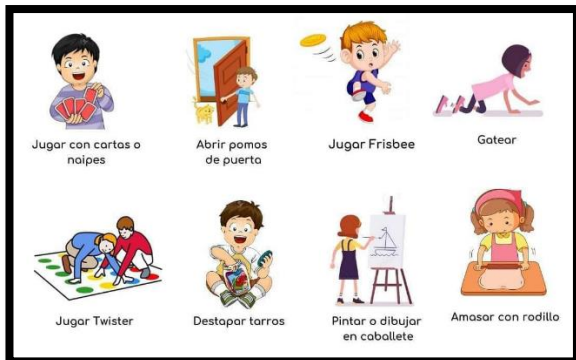 Jugar con cartas o
naipes
Abrir pomos
de puerta
Jugar Frisbee
Gatear
Jugar Twister
Destapar tarros
Pintar o dibujar
en caballete
Amasar con rodillo